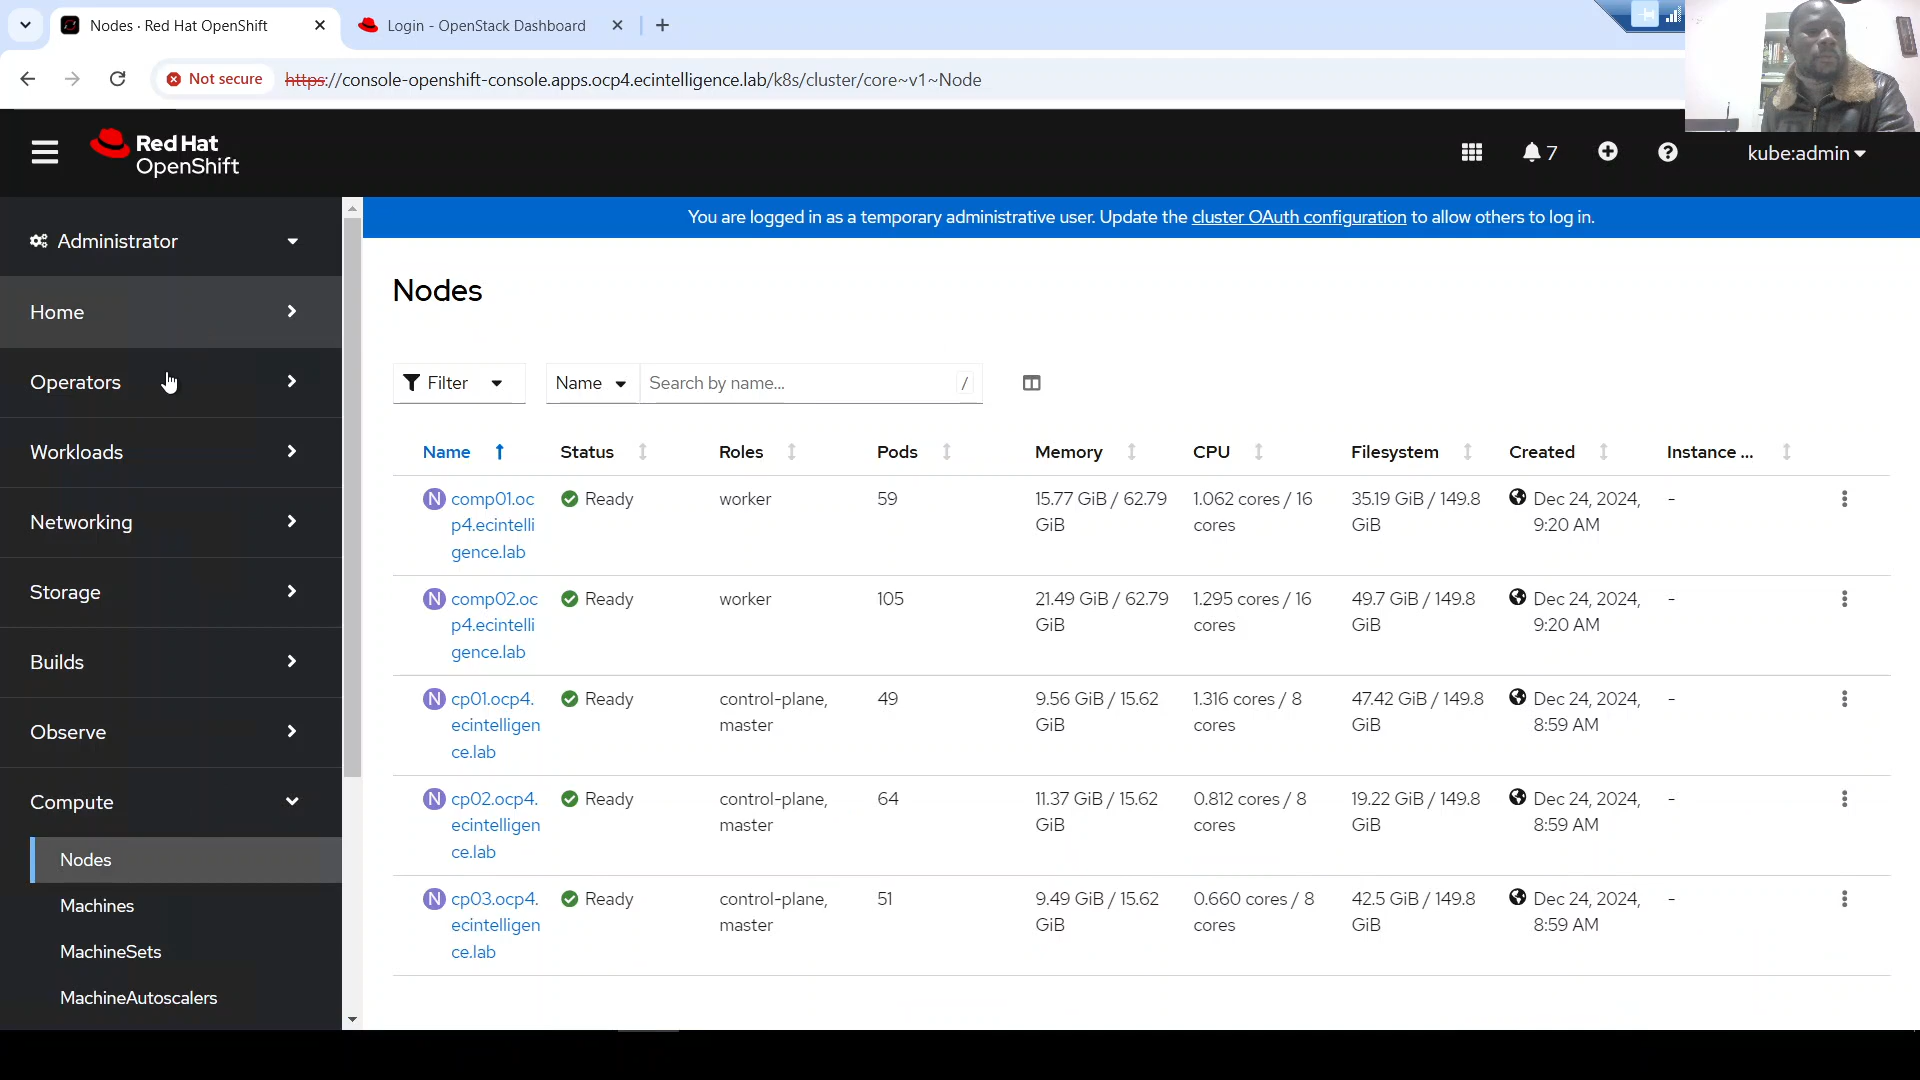 Nodes · Red Hat OpenShift
Login - OpenStack Dashboard
Not secure
https://console-openshift-console.apps.ocp4.ecintelligence.lab/k8s/cluster/core~v1~Node
Red Hat
OpenShift
7
kube:admin
Administrator
Home
Operators
Workloads
Networking
Storage
Builds
Observe
Compute
Nodes
Machines
MachineSets
MachineAutoscalers
You are logged in as a temporary administrative user. Update the cluster OAuth configuration to allow others to log in.
Nodes
Filter
Name
Search by name...
/
Name Status Roles Pods Memory CPU Filesystem Created Instance ...
N comp01.oc Ready worker 59 15.77 GiB / 62.79 1.062 cores / 16 35.19 GiB / 149.8 Dec 24, 2024, -
p4.ecintelli GiB cores GiB 9:20 AM
gence.lab
N comp02.oc Ready worker 105 21.49 GiB / 62.79 1.295 cores / 16 49.7 GiB / 149.8 Dec 24, 2024, -
p4.ecintelli GiB cores GiB 9:20 AM
gence.lab
N cp01.ocp4. Ready control-plane, 49 9.56 GiB / 15.62 1.316 cores / 8 47.42 GiB / 149.8 Dec 24, 2024, -
ecintelligen master GiB cores GiB 8:59 AM
ce.lab
N cp02.ocp4. Ready control-plane, 64 11.37 GiB / 15.62 0.812 cores / 8 19.22 GiB / 149.8 Dec 24, 2024, -
ecintelligen master GiB cores GiB 8:59 AM
ce.lab
N cp03.ocp4. Ready control-plane, 51 9.49 GiB / 15.62 0.660 cores / 8 42.5 GiB / 149.8 Dec 24, 2024, -
ecintelligen master GiB cores GiB 8:59 AM
ce.lab